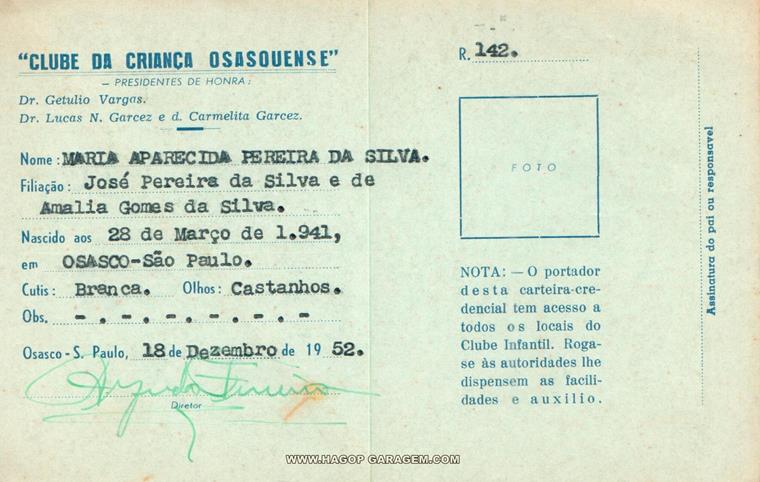 "CLUBE DA CRIANÇA OSASQUENSE"
— PRESIDENTES DE HONRA:
Dr. Getulio Vargas.
Dr. Lucas N. Garcez e d. Carmelita Garcez.
Nome: MARIA APARECIDA PEREIRA DA SILVA.
Filiação: José Pereira da Silva e de
Amalia Gomes da Silva.
Nascido aos 28 de Março de 1.941,
em OSASCO-São Paulo.
Cutis: Branca. Olhos: Castanhos.
Obs. -.-.-.-.-.-
Osasco - S. Paulo, 18 de Dezembro de 19 52.
Diretor
R. 142.
FOTO
NOTA: — O portador
desta carteira-cre-
dencial tem acesso a
todos os locais do
Clube Infantil. Roga-
se às autoridades lhe
dispensem as facili-
dades e auxilio.
Assinatura do pai ou responsavel
WWW.HAGOP GARAGEM.COM